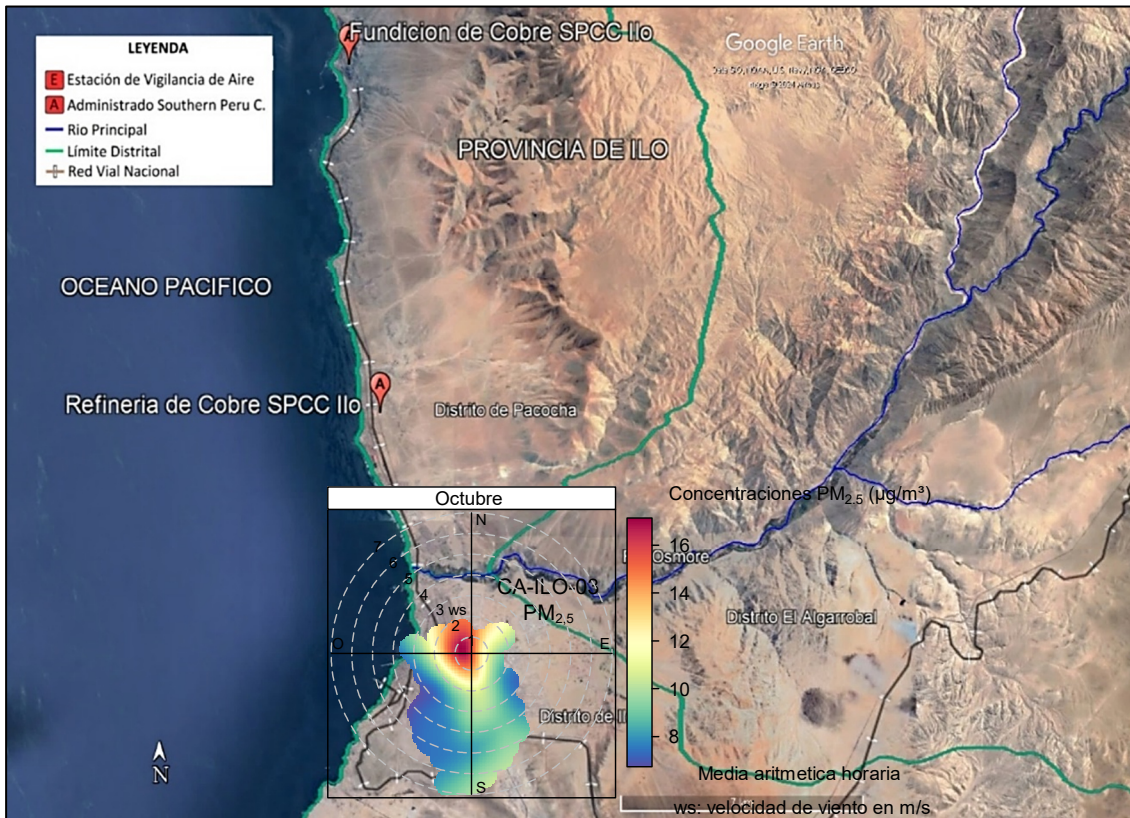 LEYENDA
E Estación de Vigilancia de Aire
A Administrado Southern Peru C.
Rio Principal
Límite Distrital
Red Vial Nacional
A
Fundicion de Cobre SPCC Ilo
Google Earth
PROVINCIA DE ILO
OCEANO PACIFICO
A
Refineria de Cobre SPCC Ilo
Distrito de Pacocha
Octubre
Concentraciones PM2.5 (μg/m³)
N
7
6
5
4
3 ws
2
1
CA-ILO-03
PM2.5
O
E
S
16
14
12
10
8
Osmore
Distrito El Algarrobal
Distrito de
N
Media aritmetica horaria
ws: velocidad de viento en m/s